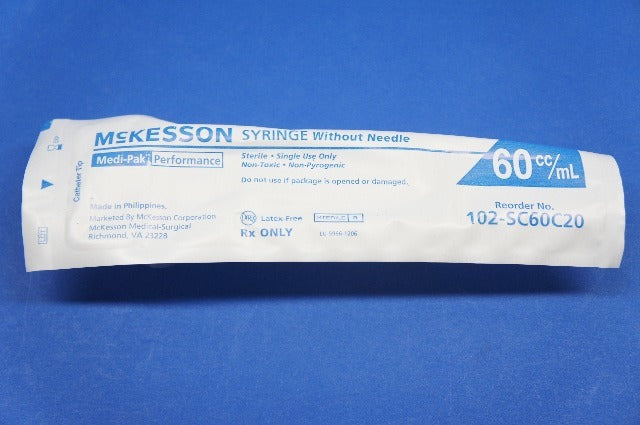 McKESSON SYRINGE Without Needle
Medi-Pak Performance
Sterile • Single Use Only
Non-Toxic • Non-Pyrogenic
Do not use if package is opened or damaged.
60 cc/mL
Reorder No.
102-SC60C20
Catheter Tip
Made in Philippines.
Marketed By McKesson Corporation
McKesson Medical-Surgical
Richmond, VA 23228
Latex-Free
Rx ONLY